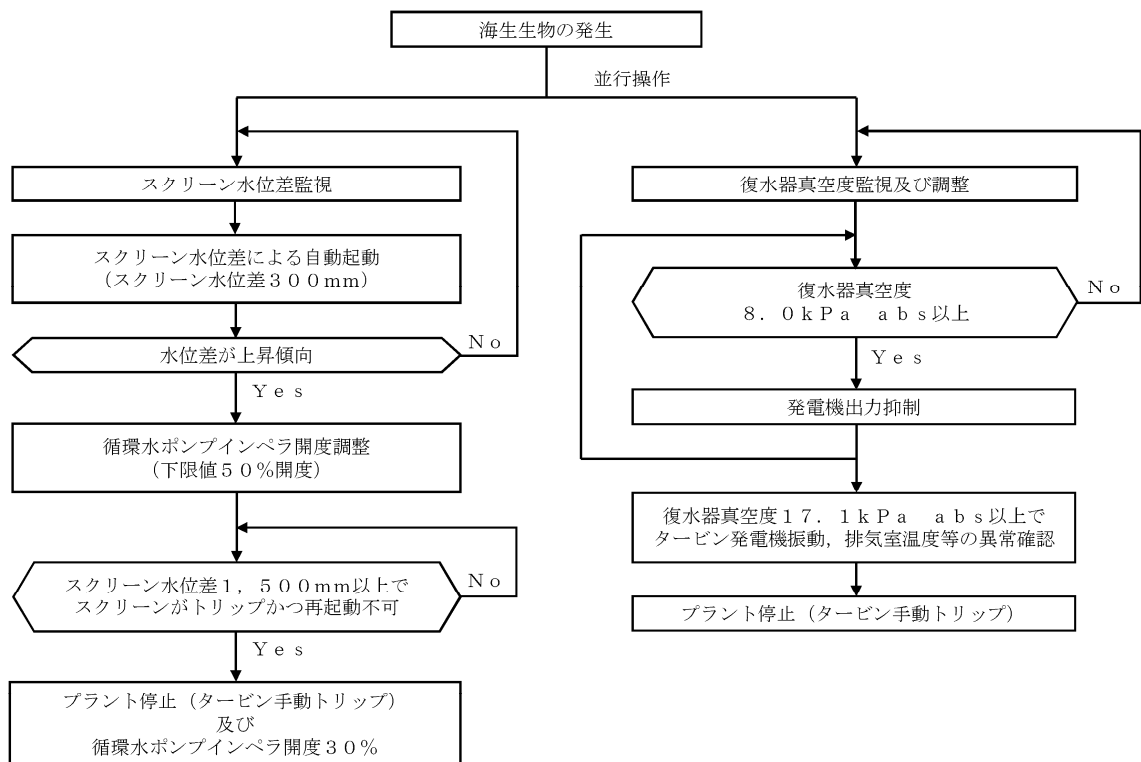 海生生物の発生
並行操作
スクリーン水位差監視
スクリーン水位差による自動起動
(スクリーン水位差300mm)
水位差が上昇傾向
No
Yes
循環水ポンプインペラ開度調整
(下限値50%開度)
スクリーン水位差1,500mm以上で
スクリーンがトリップかつ再起動不可
No
Yes
プラント停止(タービン手動トリップ)
及び
循環水ポンプインペラ開度30%
復水器真空度監視及び調整
復水器真空度
8.0kPa abs以上
No
Yes
発電機出力抑制
復水器真空度17.1kPa abs以上で
タービン発電機振動,排気室温度等の異常確認
プラント停止(タービン手動トリップ)